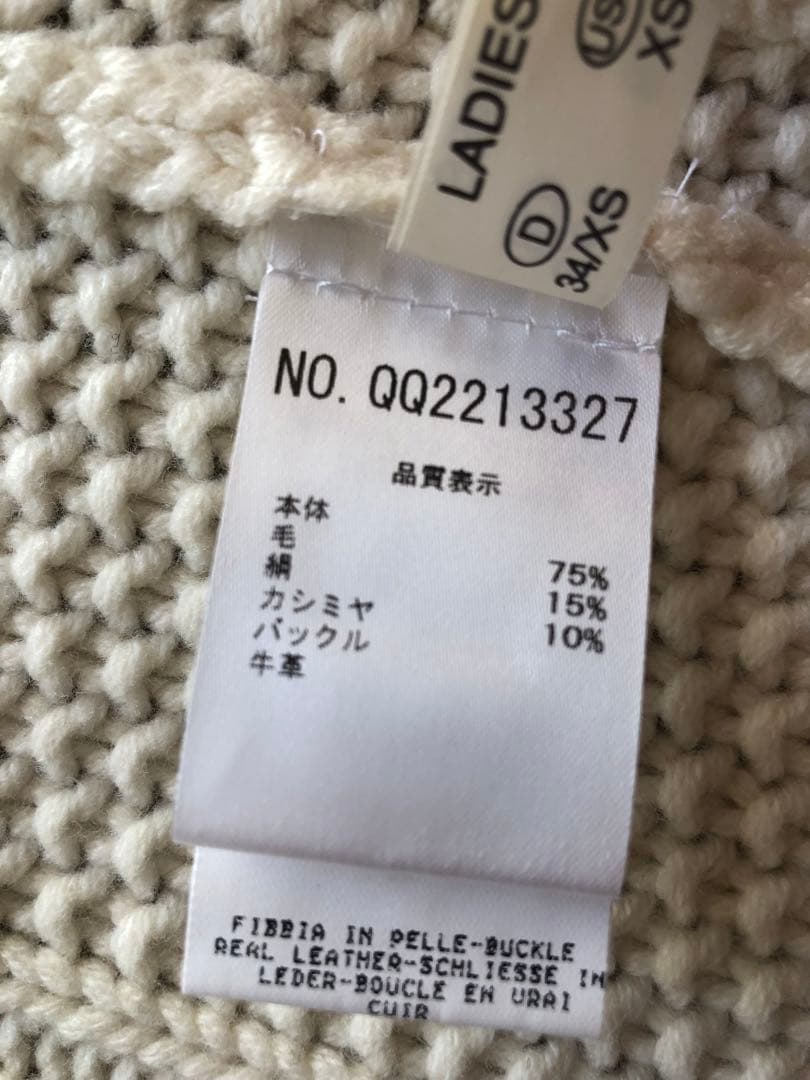 LADIES
US
XS
D
34/XS
NO. QQ2213327
品質表示
本体
毛 75%
絹 15%
カシミヤ 10%
バックル
牛革
FIBBIA IN PELLE-BUCKLE
REAL LEATHER-SCHLIESSE IN
LEDER-BOUCLE EN VRAI
CUIR